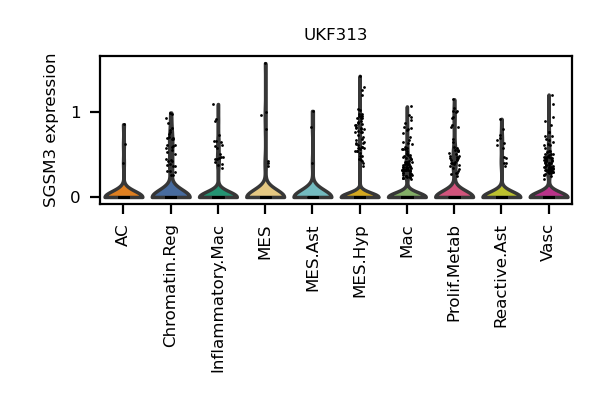 UKF313
SGSM3 expression
1
0
AC
Chromatin.Reg
Inflammatory.Mac
MES
MES.Ast
MES.Hyp
Mac
Prolif.Metab
Reactive.Ast
Vasc